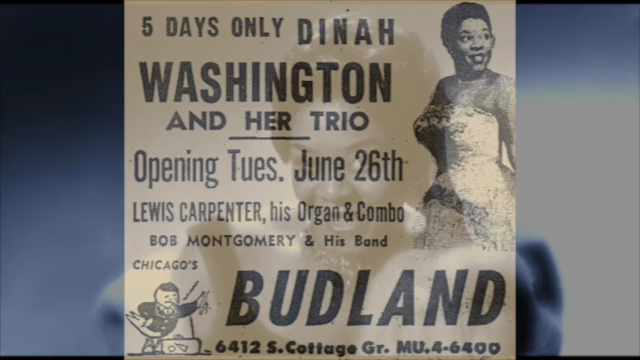 5 DAYS ONLY DINAH
WASHINGTON
AND HER TRIO
Opening Tues. June 26th
LEWIS CARPENTER, his Organ & Combo
BOB MONTGOMERY & His Band
CHICAGO'S
BUDLAND
6412 S. Cottage Gr. MU.4-6400